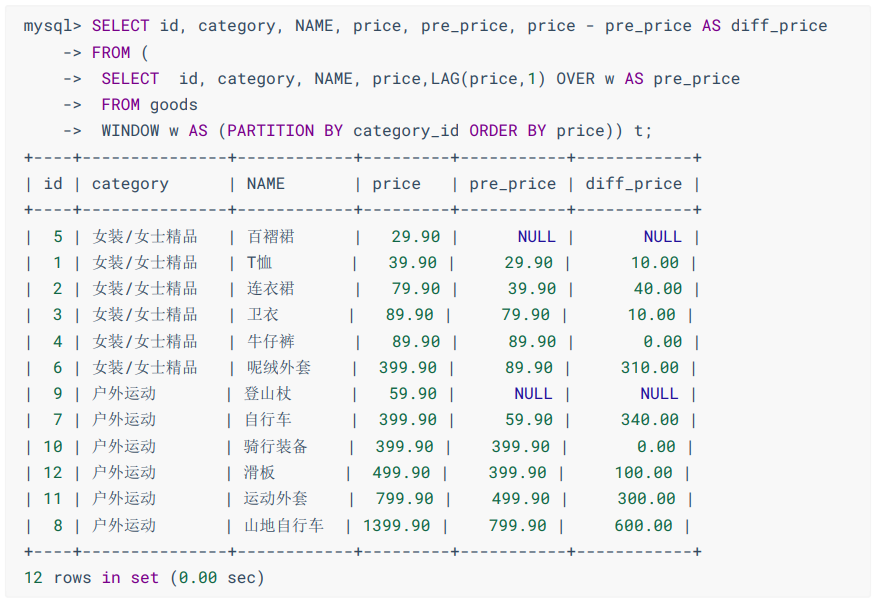 mysql> SELECT id, category, NAME, price, pre_price, price - pre_price AS diff_price
    -> FROM (
    ->  SELECT  id, category, NAME, price,LAG(price,1) OVER w AS pre_price
    ->  FROM goods
    ->  WINDOW w AS (PARTITION BY category_id ORDER BY price)) t;
+----+---------------+------------+---------+-----------+------------+
| id | category      | NAME       | price   | pre_price | diff_price |
+----+---------------+------------+---------+-----------+------------+
|  5 | 女装/女士精品   | 百褶裙      |   29.90 |      NULL |       NULL |
|  1 | 女装/女士精品   | T恤        |   39.90 |     29.90 |      10.00 |
|  2 | 女装/女士精品   | 连衣裙      |   79.90 |     39.90 |      40.00 |
|  3 | 女装/女士精品   | 卫衣       |   89.90 |     79.90 |      10.00 |
|  4 | 女装/女士精品   | 牛仔裤      |   89.90 |     89.90 |       0.00 |
|  6 | 女装/女士精品   | 呢绒外套    |  399.90 |     89.90 |     310.00 |
|  9 | 户外运动       | 登山杖      |   59.90 |      NULL |       NULL |
|  7 | 户外运动       | 自行车      |  399.90 |     59.90 |     340.00 |
| 10 | 户外运动       | 骑行装备    |  399.90 |    399.90 |       0.00 |
| 12 | 户外运动       | 滑板       |  499.90 |    399.90 |     100.00 |
| 11 | 户外运动       | 运动外套    |  799.90 |    499.90 |     300.00 |
|  8 | 户外运动       | 山地自行车  | 1399.90 |    799.90 |     600.00 |
+----+---------------+------------+---------+-----------+------------+
12 rows in set (0.00 sec)